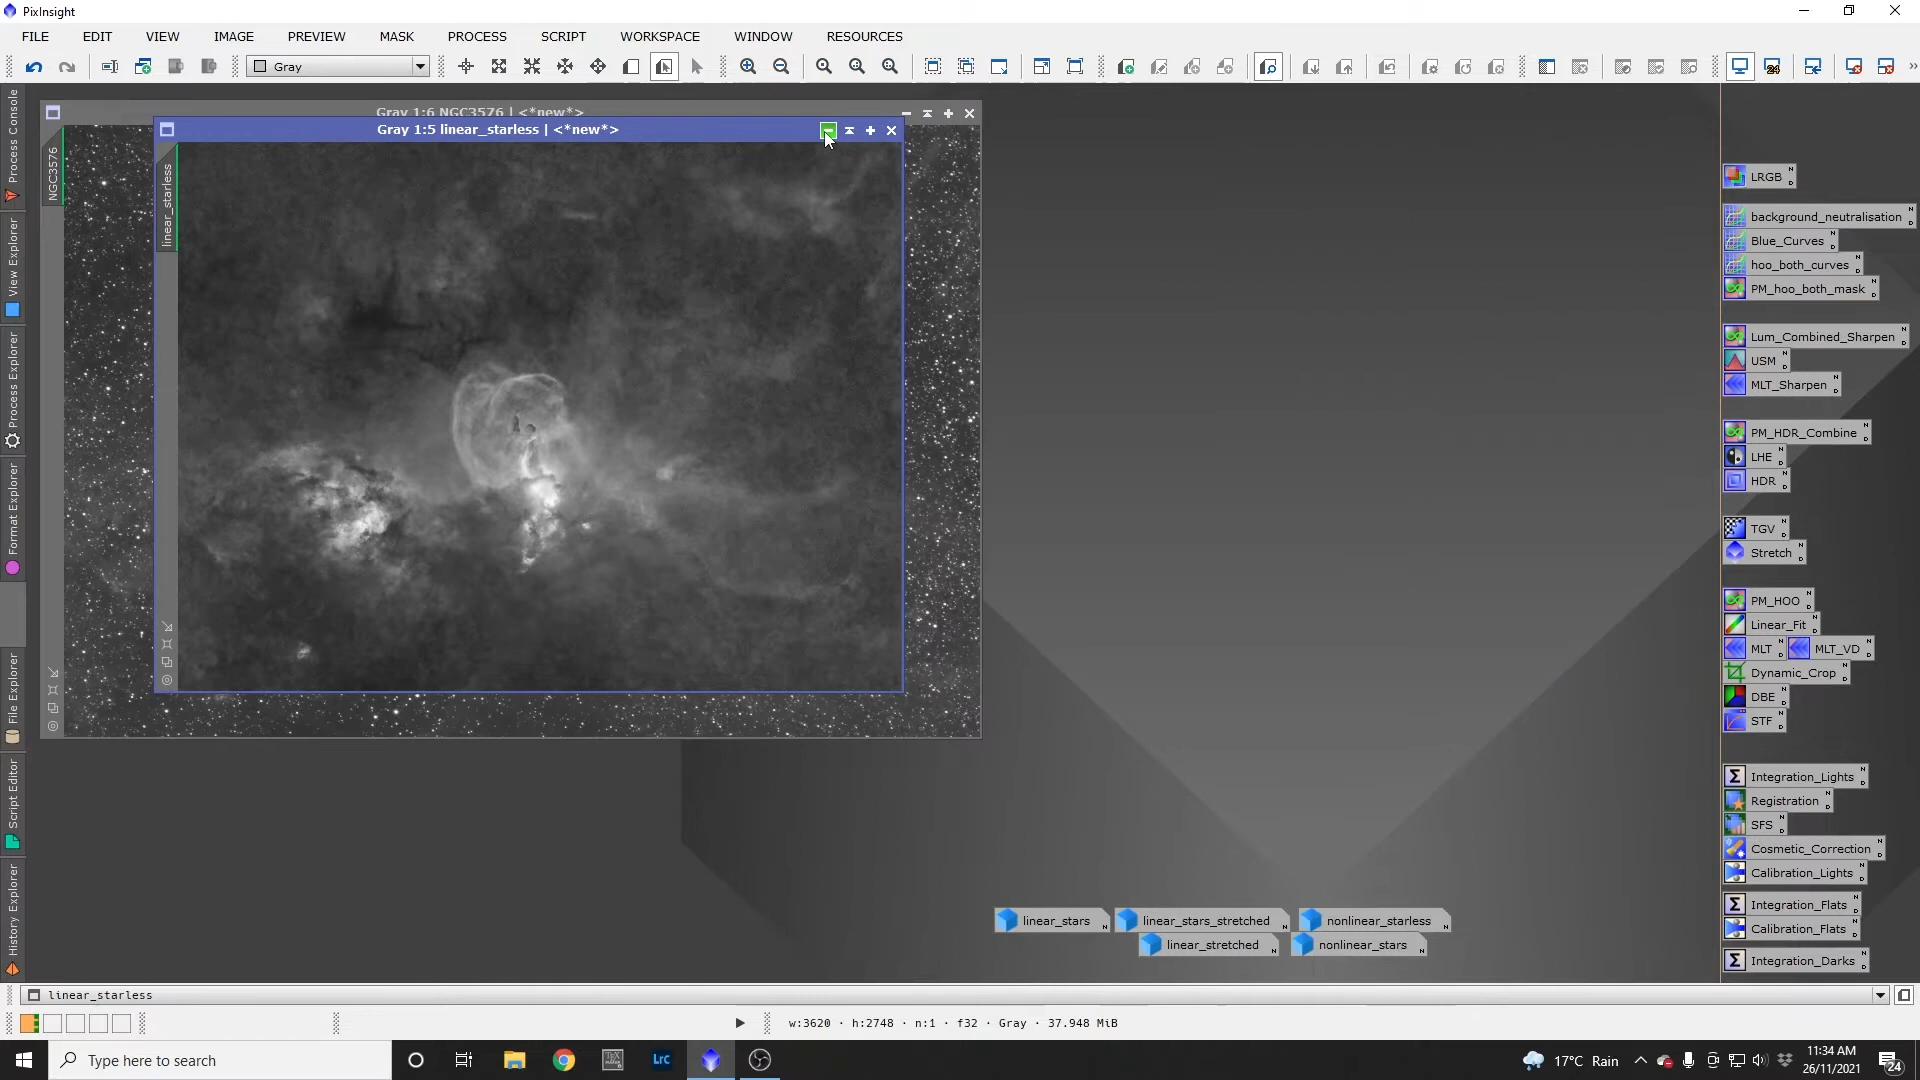 PixInsight
FILE EDIT VIEW IMAGE PREVIEW MASK PROCESS SCRIPT WORKSPACE WINDOW RESOURCES
Gray
24
Process Console
View Explorer
Process Explorer
Format Explorer
File Explorer
Script Editor
History Explorer
Gray 1:6 NGC3576 | <*new*>
NGC3576
Gray 1:5 linear_starless | <*new*>
linear_starless
LRGB
background_neutralisation
Blue_Curves
hoo_both_curves
PM_hoo_both_mask
Lum_Combined_Sharpen
USM
MLT_Sharpen
PM_HDR_Combine
LHE
HDR
TGV
Stretch
PM_HOO
Linear_Fit
MLT MLT_VD
Dynamic_Crop
DBE
STF
Integration_Lights
Registration
SFS
Cosmetic_Correction
Calibration_Lights
Integration_Flats
Calibration_Flats
Integration_Darks
linear_stars linear_stars_stretched nonlinear_starless
linear_stretched nonlinear_stars
linear_starless
w:3620 · h:2748 · n:1 · f32 · Gray · 37.948 MiB
Type here to search
Lrc
17°C Rain
11:34 AM
26/11/2021
24